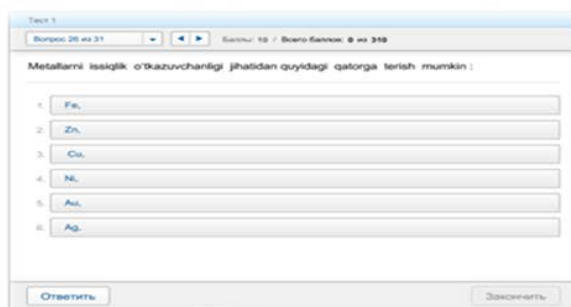 Тест 1
Вопрос 26 из 31 Баллы: 10 / Всего баллов: 0 из 310
Metallarni issiqlik o'tkazuvchanligi jihatidan quyidagi qatorga terish mumkin :
1. Fe,
2. Zn,
3. Cu,
4. Ni,
5. Au,
6. Ag,
Ответить Закончить